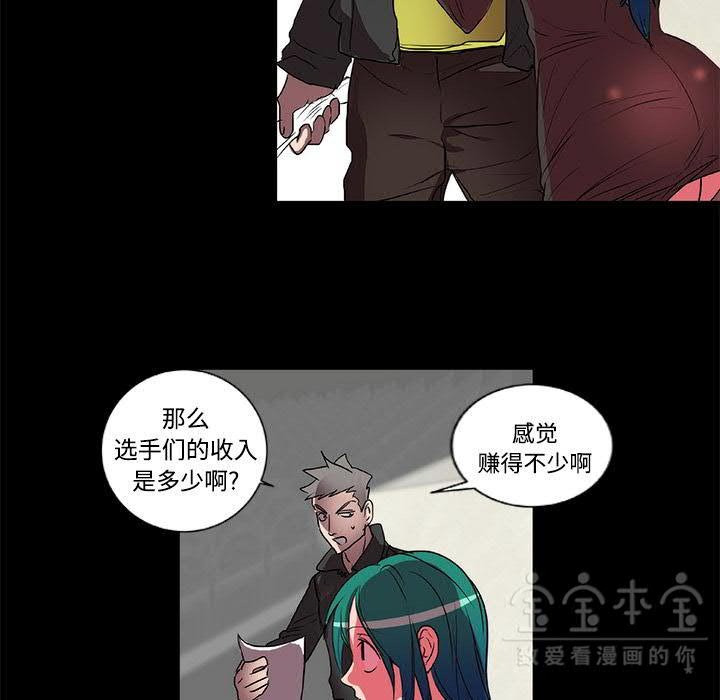 那么
选手们的收入
是多少啊?
感觉
赚得不少啊
宝宝本宝
致爱看漫画的你